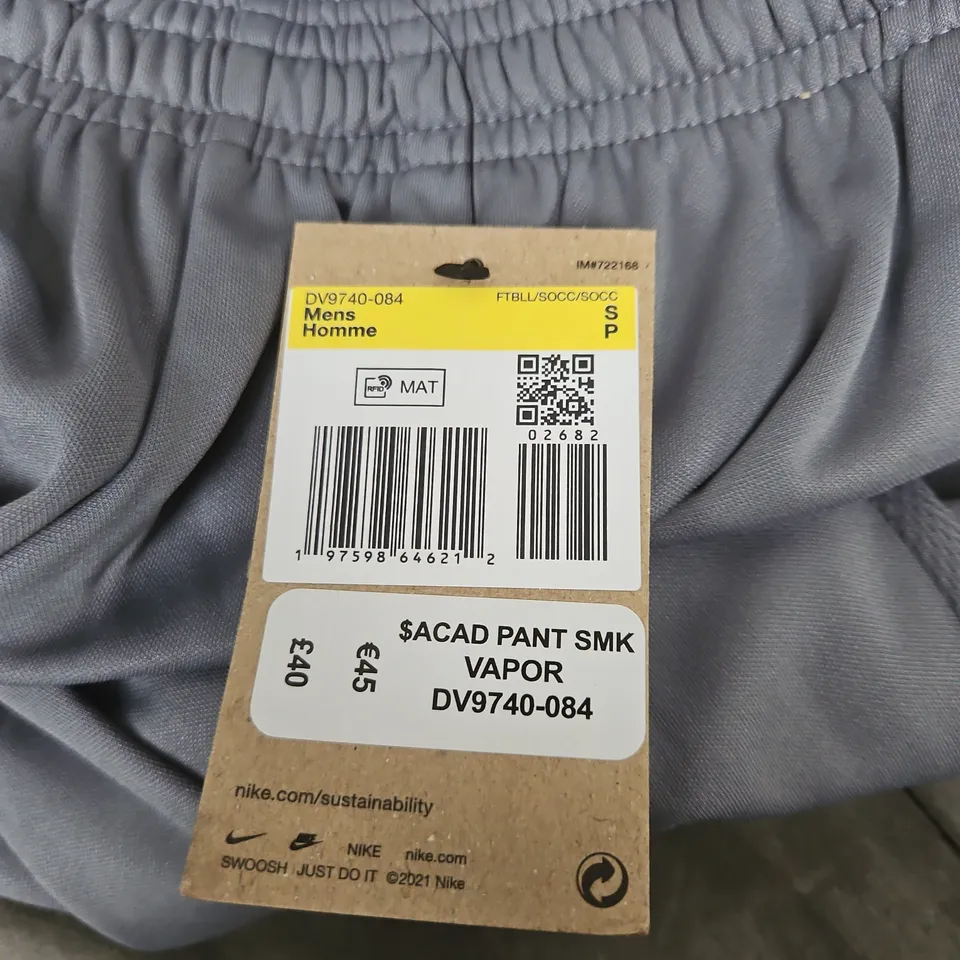 IM#722168
DV9740-084 FTBLL/SOCC/SOCC
Mens S
Homme P
RFID MAT
02682
1 97598 64621 2
$ACAD PANT SMK
VAPOR
DV9740-084
€45
£40
nike.com/sustainability
NIKE nike.com
SWOOSH JUST DO IT ©2021 Nike